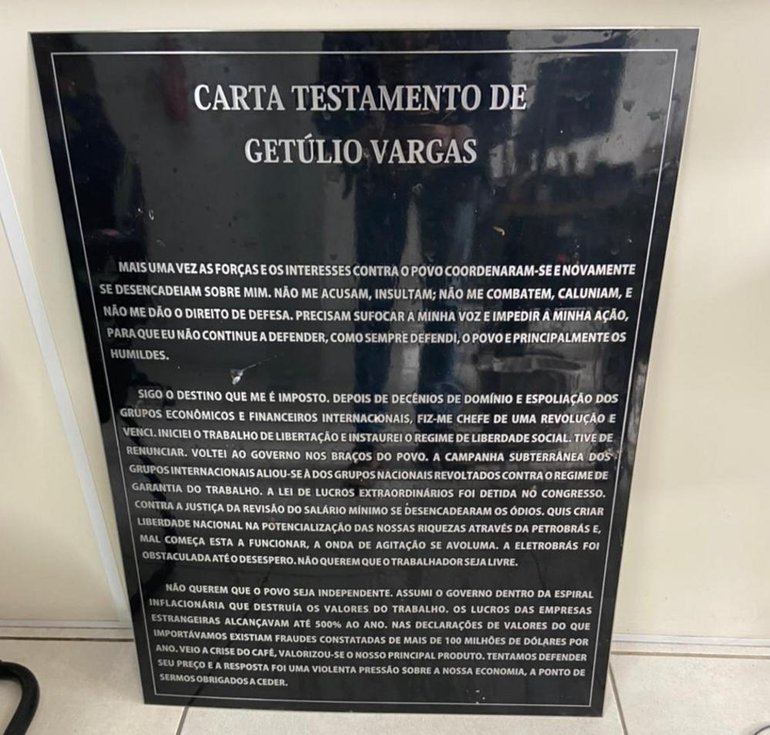 CARTA TESTAMENTO DE
GETÚLIO VARGAS
MAIS UMA VEZ AS FORÇAS E OS INTERESSES CONTRA O POVO COORDENARAM-SE E NOVAMENTE
SE DESENCADEIAM SOBRE MIM. NÃO ME ACUSAM, INSULTAM; NÃO ME COMBATEM, CALUNIAM, E
NÃO ME DÃO O DIREITO DE DEFESA. PRECISAM SUFOCAR A MINHA VOZ E IMPEDIR A MINHA AÇÃO,
PARA QUE EU NÃO CONTINUE A DEFENDER, COMO SEMPRE DEFENDI, O POVO E PRINCIPALMENTE OS
HUMILDES.
SIGO O DESTINO QUE ME É IMPOSTO. DEPOIS DE DECÊNIOS DE DOMÍNIO E ESPOLIAÇÃO DOS
GRUPOS ECONÔMICOS E FINANCEIROS INTERNACIONAIS, FIZ-ME CHEFE DE UMA REVOLUÇÃO E
VENCI. INICIEI O TRABALHO DE LIBERTAÇÃO E INSTAUREI O REGIME DE LIBERDADE SOCIAL. TIVE DE
RENUNCIAR. VOLTEI AO GOVERNO NOS BRAÇOS DO POVO. A CAMPANHA SUBTERRÂNEA DOS
GRUPOS INTERNACIONAIS ALIOU-SE À DOS GRUPOS NACIONAIS REVOLTADOS CONTRA O REGIME DE
GARANTIA DO TRABALHO. A LEI DE LUCROS EXTRAORDINÁRIOS FOI DETIDA NO CONGRESSO.
CONTRA A JUSTIÇA DA REVISÃO DO SALÁRIO MÍNIMO SE DESENCADEARAM OS ÓDIOS. QUIS CRIAR
LIBERDADE NACIONAL NA POTENCIALIZAÇÃO DAS NOSSAS RIQUEZAS ATRAVÉS DA PETROBRÁS E,
MAL COMEÇA ESTA A FUNCIONAR, A ONDA DE AGITAÇÃO SE AVOLUMA. A ELETROBRÁS FOI
OBSTACULADA ATÉ O DESESPERO. NÃO QUEREM QUE O TRABALHADOR SEJA LIVRE.
NÃO QUEREM QUE O POVO SEJA INDEPENDENTE. ASSUMI O GOVERNO DENTRO DA ESPIRAL
INFLACIONÁRIA QUE DESTRUÍA OS VALORES DO TRABALHO. OS LUCROS DAS EMPRESAS
ESTRANGEIRAS ALCANÇAVAM ATÉ 500% AO ANO. NAS DECLARAÇÕES DE VALORES DO QUE
IMPORTÁVAMOS EXISTIAM FRAUDES CONSTATADAS DE MAIS DE 100 MILHÕES DE DÓLARES POR
ANO. VEIO A CRISE DO CAFÉ, VALORIZOU-SE O NOSSO PRINCIPAL PRODUTO. TENTAMOS DEFENDER
SEU PREÇO E A RESPOSTA FOI UMA VIOLENTA PRESSÃO SOBRE A NOSSA ECONOMIA, A PONTO DE
SERMOS OBRIGADOS A CEDER.